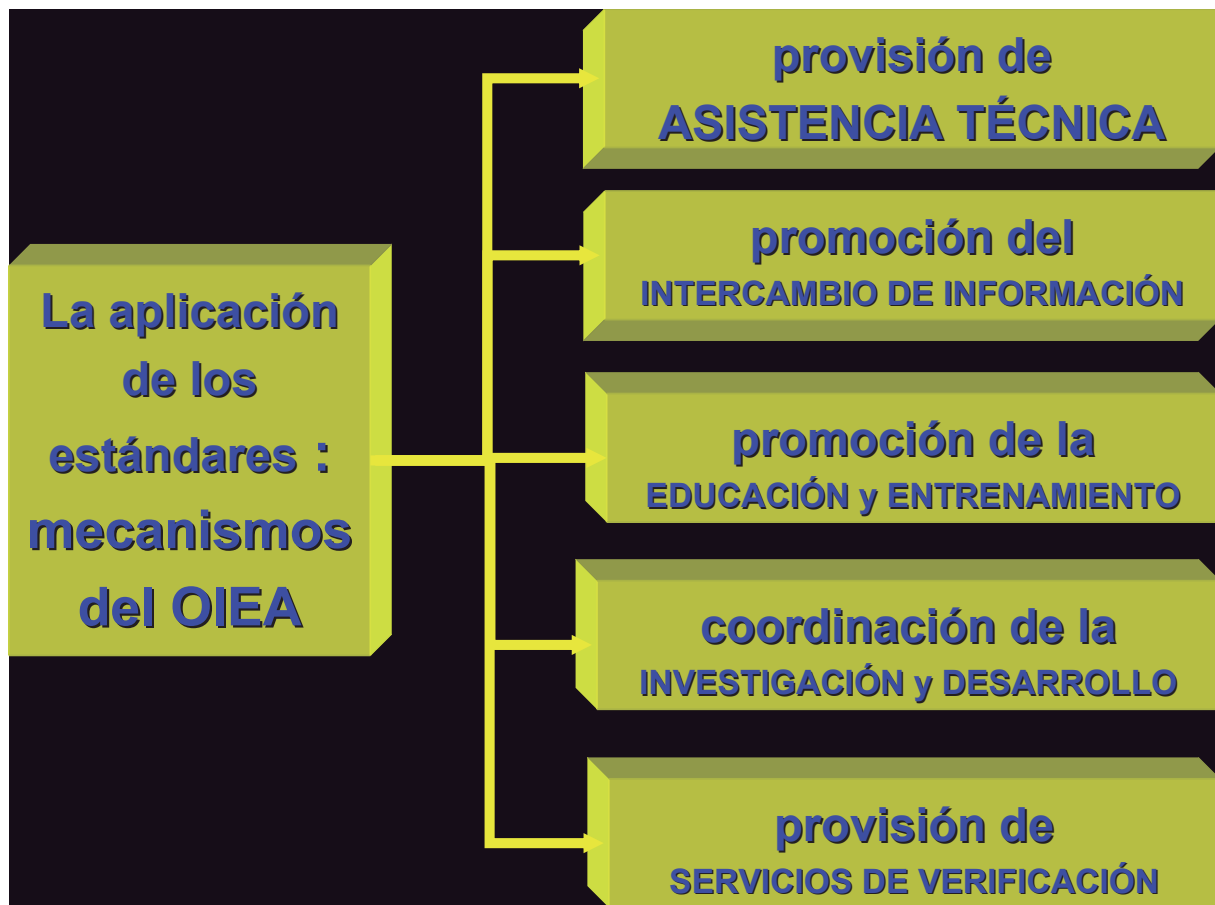 La aplicación
de los
estándares :
mecanismos
del OIEA
provisión de
ASISTENCIA TÉCNICA
promoción del
INTERCAMBIO DE INFORMACIÓN
promoción de la
EDUCACIÓN y ENTRENAMIENTO
coordinación de la
INVESTIGACIÓN y DESARROLLO
provisión de
SERVICIOS DE VERIFICACIÓN